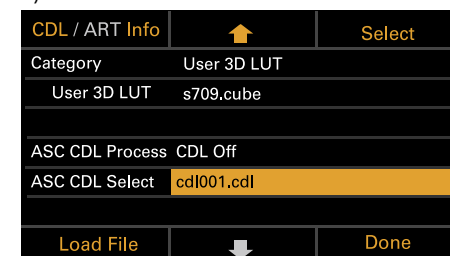 CDL / ART Info Select
Category User 3D LUT
User 3D LUT s709.cube
ASC CDL Process CDL Off
ASC CDL Select cdl001.cdl
Load File Done